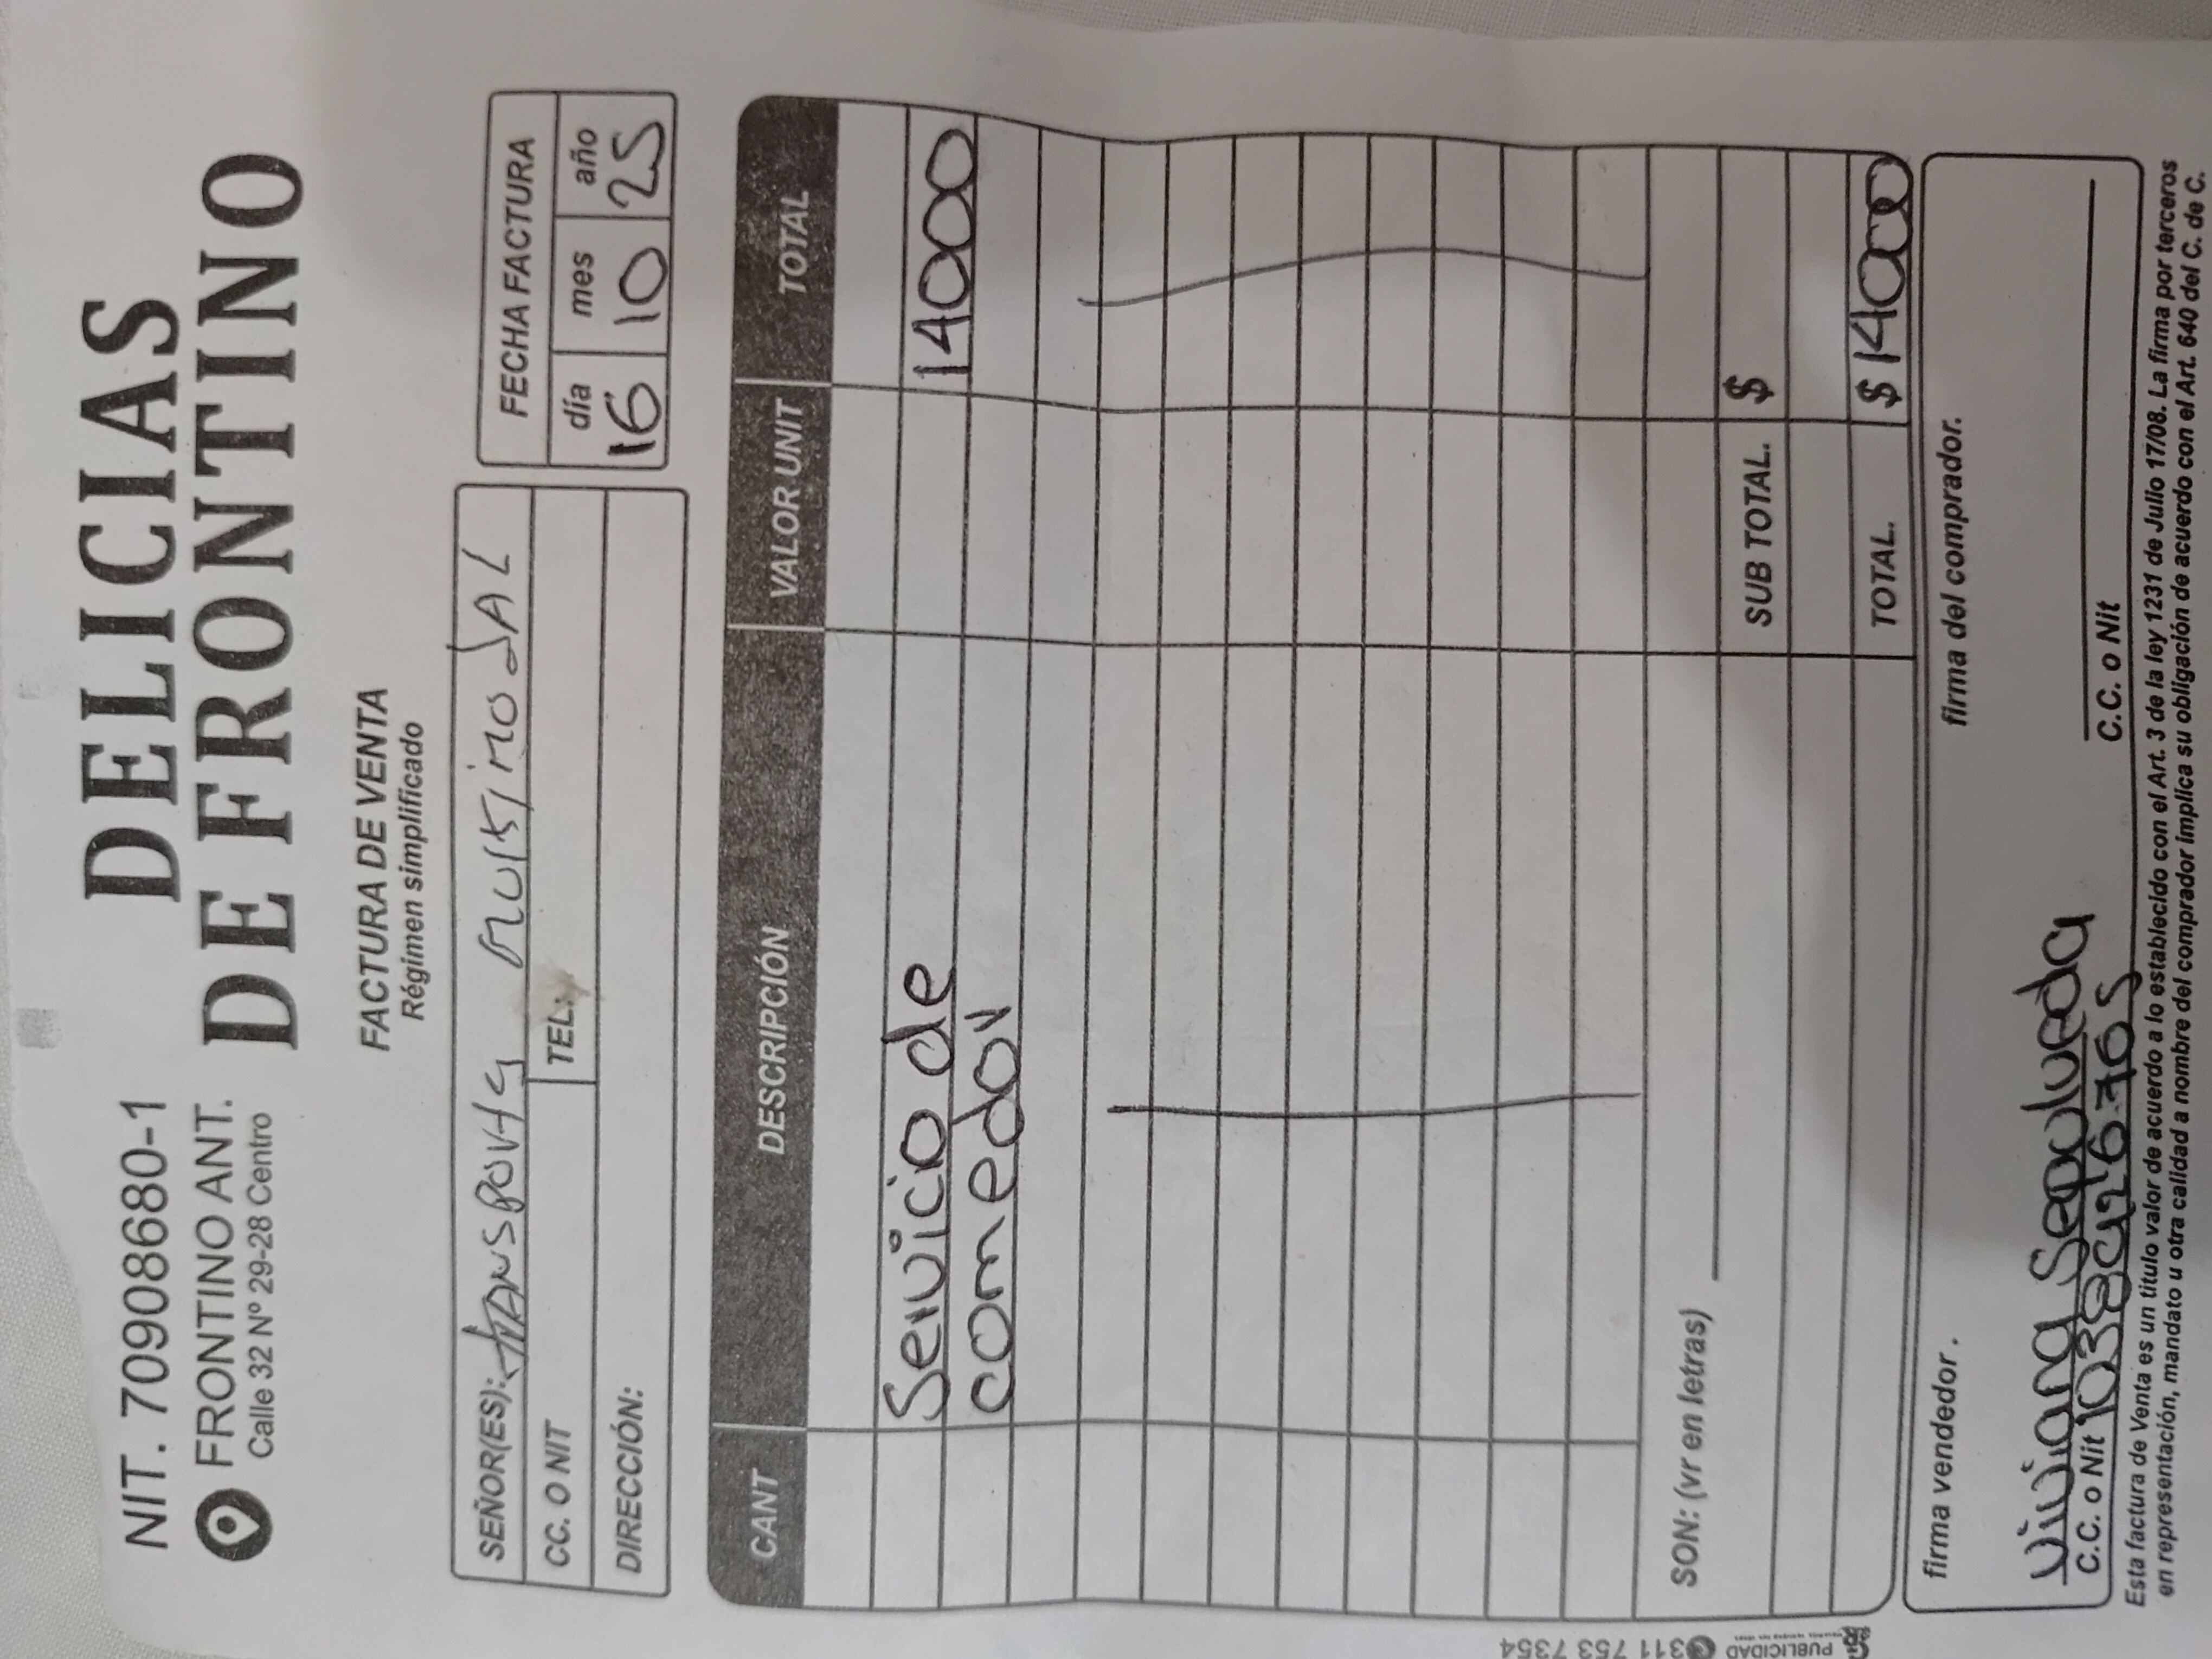 NIT. 70908680-1
FRONTINO ANT.
Calle 32 Nº 29-28 Centro
DELICIAS
DE FRONTINO
FACTURA DE VENTA
Régimen simplificado
SEÑOR(ES):
CC. O NIT TEL:
DIRECCIÓN:
FECHA FACTURA
día mes año
16 10 25
CANT DESCRIPCIÓN VALOR UNIT TOTAL
Servicio de 14000
comedor
SON: (vr en letras)
SUB TOTAL. $
TOTAL. $ 14000
firma vendedor. firma del comprador.
Viviana Sepulveda
C.C. o Nit C.C. o Nit
Esta factura de Venta es un titulo valor de acuerdo a lo establecido con el Art. 3 de la ley 1231 de Julio 17/08. La firma por terceros
en representación, mandato u otra calidad a nombre del comprador implica su obligación de acuerdo con el Art. 640 del C. de C.
PUBLICIDAD 311 753 7354